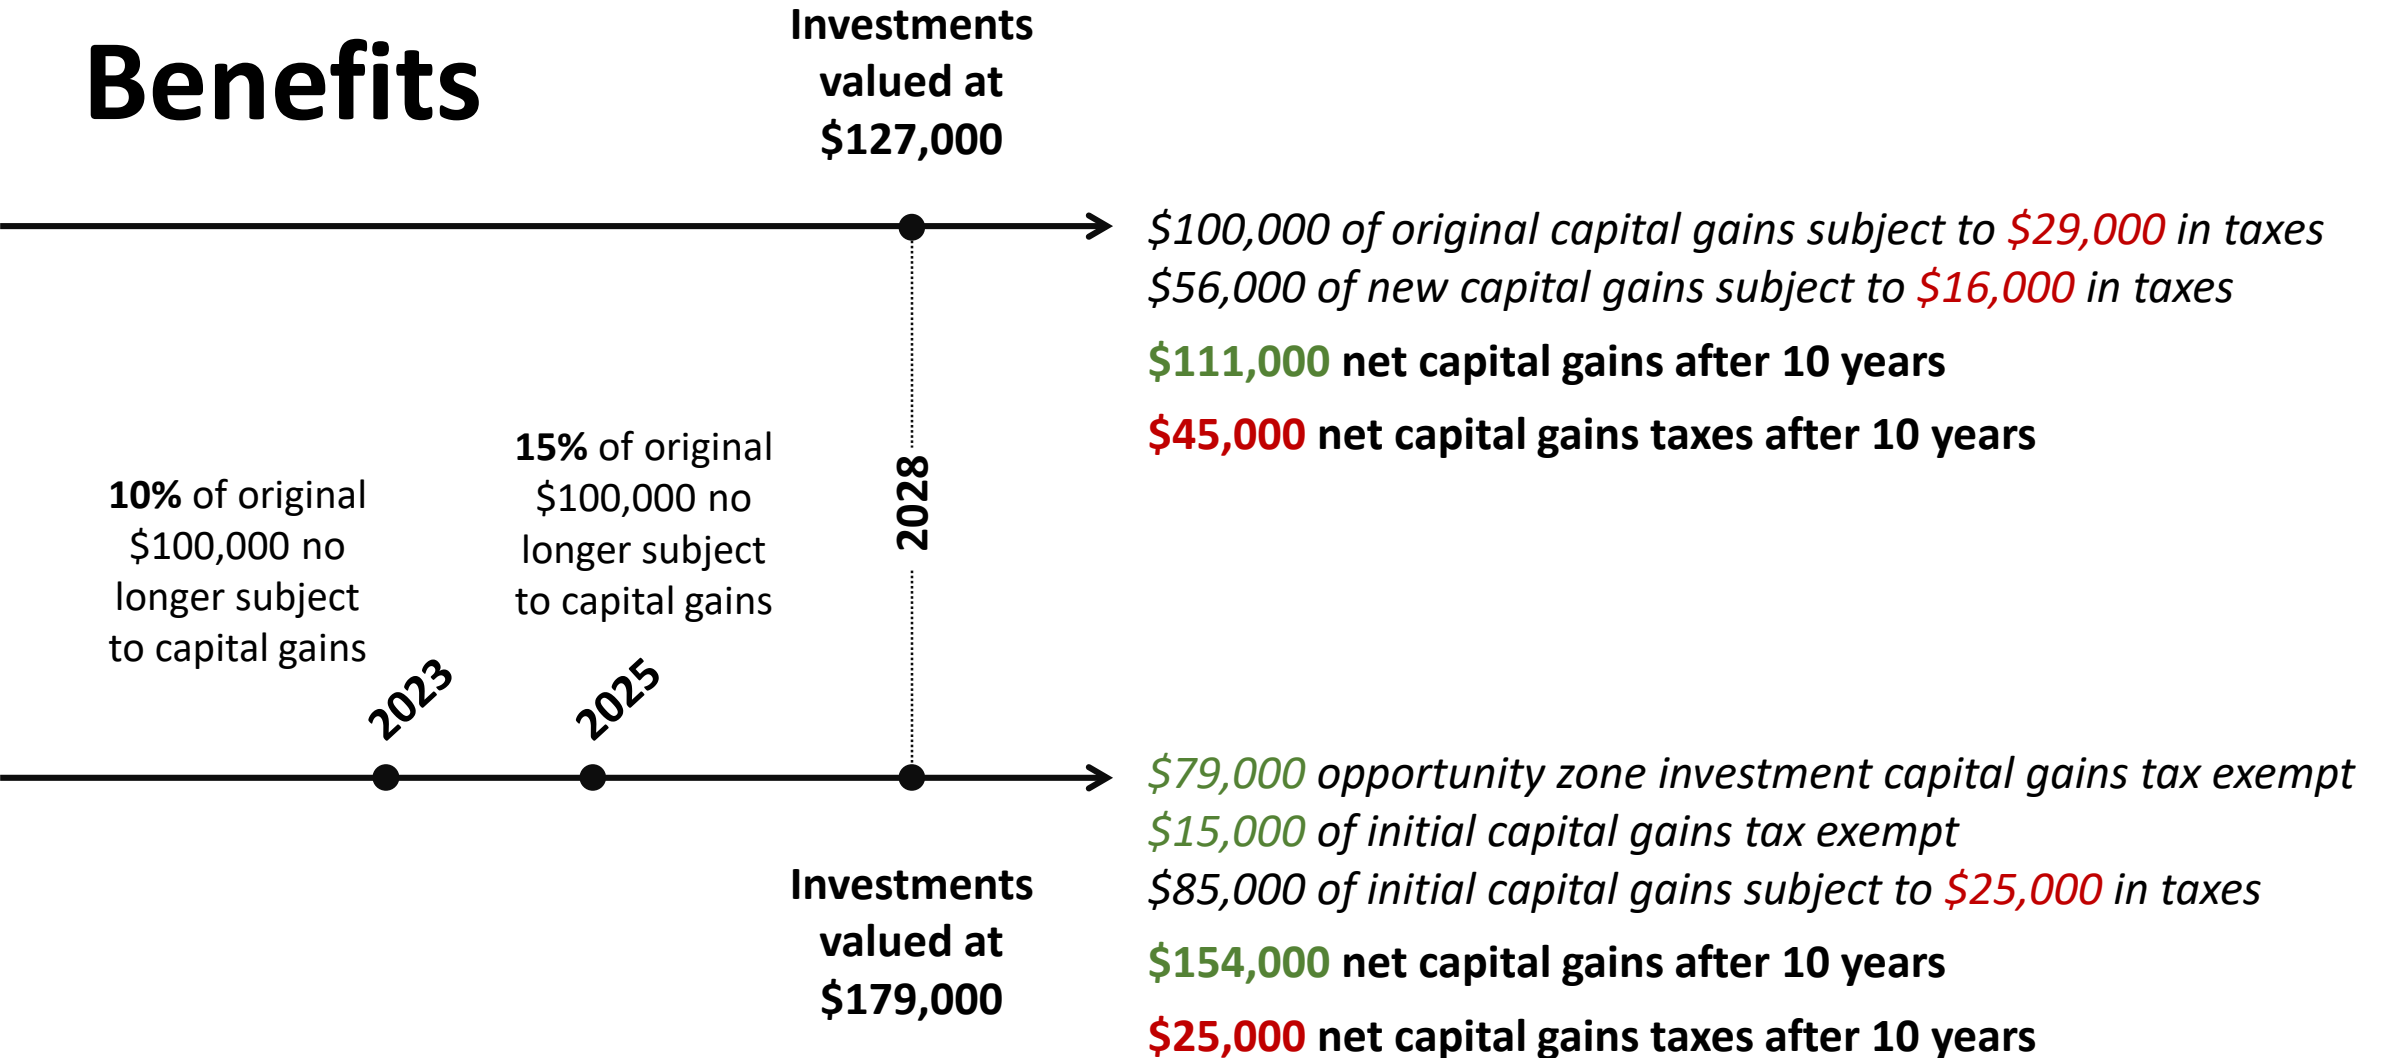 Benefits
Investments
valued at
$127,000
$100,000 of original capital gains subject to $29,000 in taxes
$56,000 of new capital gains subject to $16,000 in taxes
$111,000 net capital gains after 10 years
$45,000 net capital gains taxes after 10 years
10% of original
$100,000 no
longer subject
to capital gains
15% of original
$100,000 no
longer subject
to capital gains
2028
2023
2025
$79,000 opportunity zone investment capital gains tax exempt
$15,000 of initial capital gains tax exempt
$85,000 of initial capital gains subject to $25,000 in taxes
$154,000 net capital gains after 10 years
$25,000 net capital gains taxes after 10 years
Investments
valued at
$179,000